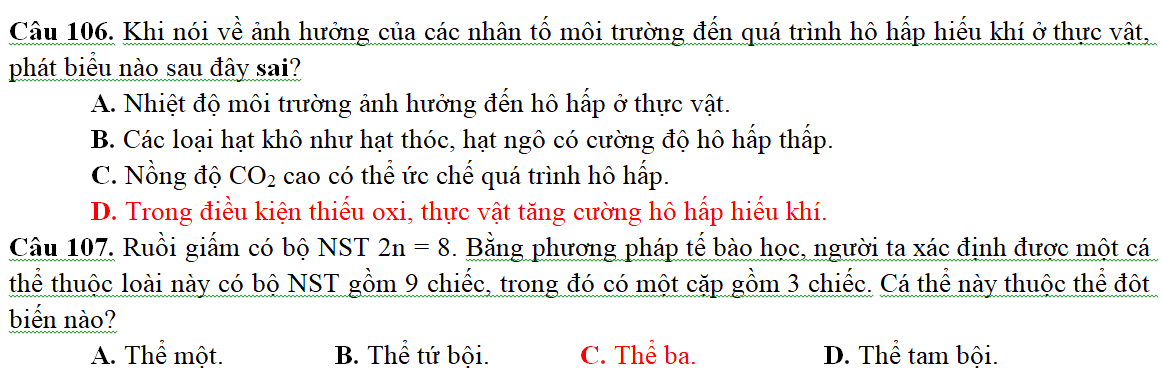 Câu 106. Khi nói về ảnh hưởng của các nhân tố môi trường đến quá trình hô hấp hiếu khí ở thực vật,
phát biểu nào sau đây sai?
A. Nhiệt độ môi trường ảnh hưởng đến hô hấp ở thực vật.
B. Các loại hạt khô như hạt thóc, hạt ngô có cường độ hô hấp thấp.
C. Nồng độ CO₂ cao có thể ức chế quá trình hô hấp.
D. Trong điều kiện thiếu oxi, thực vật tăng cường hô hấp hiếu khí.
Câu 107. Ruồi giấm có bộ NST 2n = 8. Bằng phương pháp tế bào học, người ta xác định được một cá
thể thuộc loài này có bộ NST gồm 9 chiếc, trong đó có một cặp gồm 3 chiếc. Cá thể này thuộc thể đôt
biến nào?
A. Thể một. B. Thể tứ bội. C. Thể ba. D. Thể tam bội.